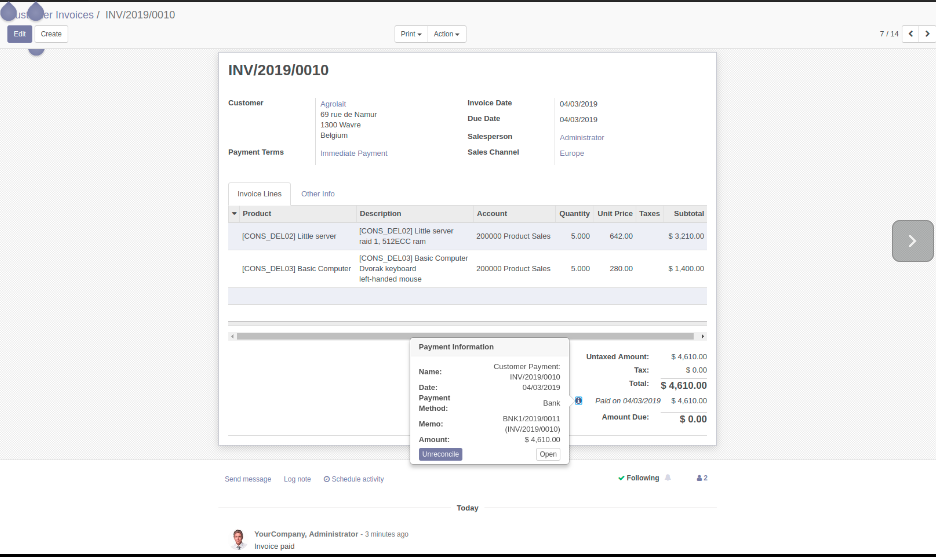 Customer Invoices / INV/2019/0010
Edit Create Print Action 7 / 14
INV/2019/0010
Customer
Agrolait
69 rue de Namur
1300 Wavre
Belgium
Payment Terms Immediate Payment
Invoice Date 04/03/2019
Due Date 04/03/2019
Salesperson Administrator
Sales Channel Europe
Invoice Lines Other Info
Product Description Account Quantity Unit Price Taxes Subtotal
[CONS_DEL02] Little server [CONS_DEL02] Little server
raid 1, 512ECC ram 200000 Product Sales 5.000 642.00 $ 3,210.00
[CONS_DEL03] Basic Computer [CONS_DEL03] Basic Computer
Dvorak keyboard
left-handed mouse 200000 Product Sales 5.000 280.00 $ 1,400.00
Payment Information
Name: Customer Payment:
INV/2019/0010
Date: 04/03/2019
Payment
Method: Bank
Memo: BNK1/2019/0011
(INV/2019/0010)
Amount: $ 4,610.00
Unreconcile Open
Untaxed Amount: $ 4,610.00
Tax: $ 0.00
Total: $ 4,610.00
Paid on 04/03/2019 $ 4,610.00
Amount Due: $ 0.00
Send message Log note Schedule activity Following 2
Today
YourCompany, Administrator - 3 minutes ago
Invoice paid